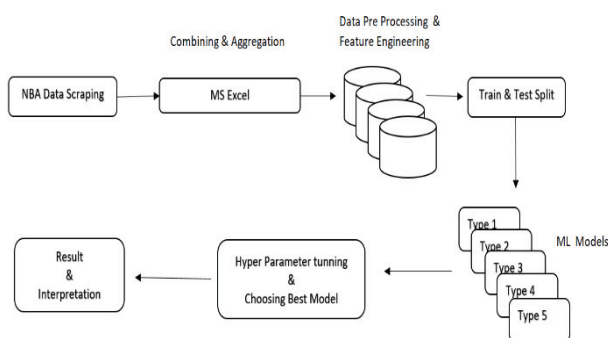 Combining & Aggregation
Data Pre Processing &
Feature Engineering
NBA Data Scraping
MS Excel
Train & Test Split
Type 1
Type 2
Type 3
Type 4
Type 5
ML Models
Hyper Parameter tunning
&
Choosing Best Model
Result
&
Interpretation